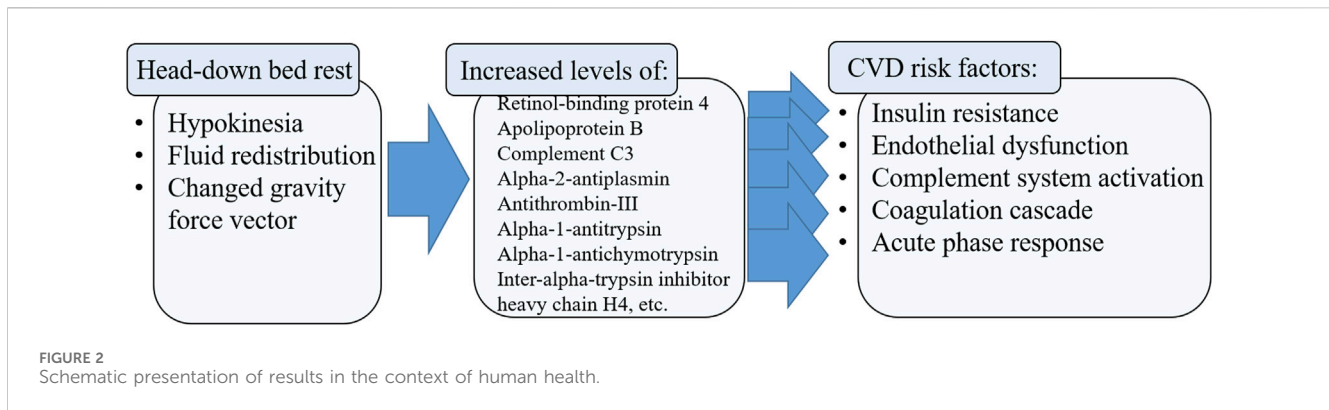 Head-down bed rest
• Hypokinesia
• Fluid redistribution
• Changed gravity
force vector
Increased levels of:
Retinol-binding protein 4
Apolipoprotein B
Complement C3
Alpha-2-antiplasmin
Antithrombin-III
Alpha-1-antitrypsin
Alpha-1-antichymotrypsin
Inter-alpha-trypsin inhibitor
heavy chain H4, etc.
CVD risk factors:
• Insulin resistance
• Endothelial dysfunction
• Complement system activation
• Coagulation cascade
• Acute phase response
FIGURE 2
Schematic presentation of results in the context of human health.